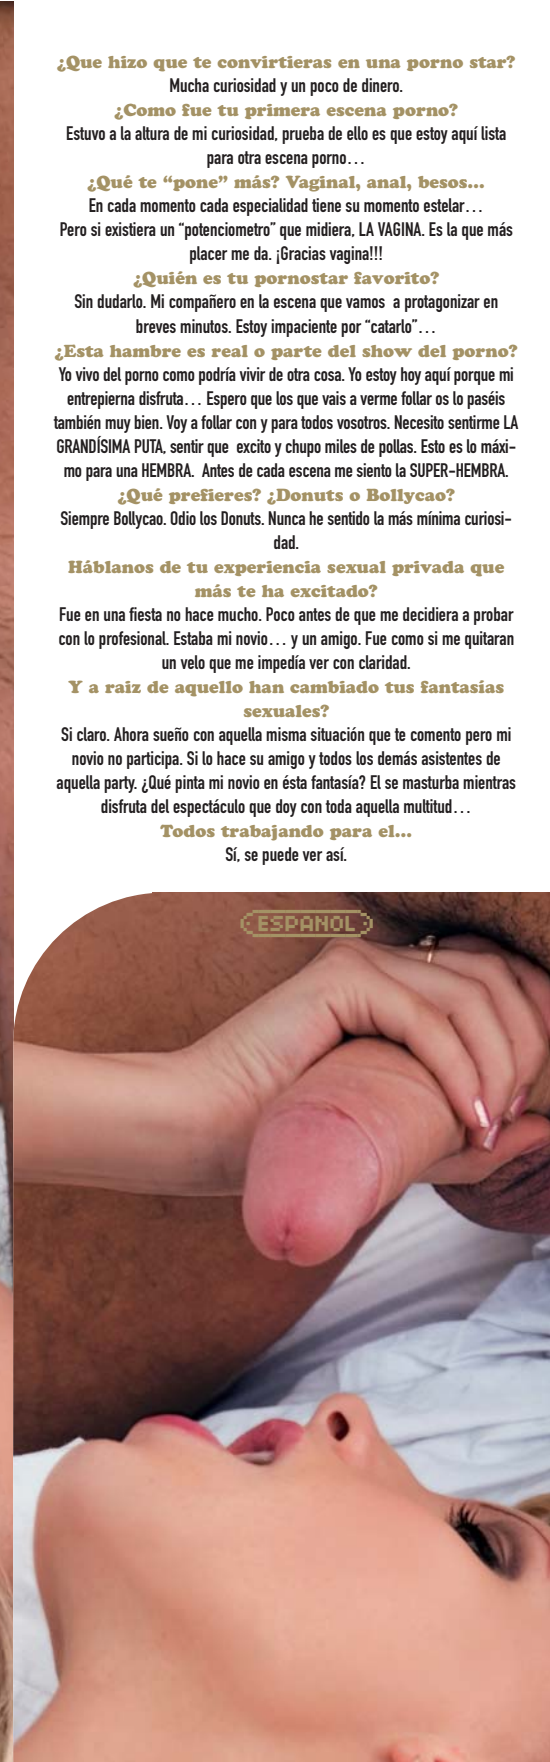 ¿Que hizo que te convirtieras en una porno star?
Mucha curiosidad y un poco de dinero.
¿Como fue tu primera escena porno?
Estuvo a la altura de mi curiosidad, prueba de ello es que estoy aquí lista
para otra escena porno...
¿Qué te “pone” más? Vaginal, anal, besos...
En cada momento cada especialidad tiene su momento estelar...
Pero si existiera un “potenciometro” que midiera, LA VAGINA. Es la que más
placer me da. ¡Gracias vagina!!!
¿Quién es tu pornostar favorito?
Sin dudarlo. Mi compañero en la escena que vamos a protagonizar en
breves minutos. Estoy impaciente por “catarlo”...
¿Esta hambre es real o parte del show del porno?
Yo vivo del porno como podría vivir de otra cosa. Yo estoy hoy aquí porque mi
entrepierna disfruta... Espero que los que vais a verme follar os lo paséis
también muy bien. Voy a follar con y para todos vosotros. Necesito sentirme LA
GRANDÍSIMA PUTA, sentir que excito y chupo miles de pollas. Esto es lo máxi-
mo para una HEMBRA. Antes de cada escena me siento la SUPER-HEMBRA.
¿Qué prefieres? ¿Donuts o Bollycao?
Siempre Bollycao. Odio los Donuts. Nunca he sentido la más mínima curiosi-
dad.
Háblanos de tu experiencia sexual privada que
más te ha excitado?
Fue en una fiesta no hace mucho. Poco antes de que me decidiera a probar
con lo profesional. Estaba mi novio... y un amigo. Fue como si me quitaran
un velo que me impedía ver con claridad.
Y a raiz de aquello han cambiado tus fantasías
sexuales?
Si claro. Ahora sueño con aquella misma situación que te comento pero mi
novio no participa. Si lo hace su amigo y todos los demás asistentes de
aquella party. ¿Qué pinta mi novio en ésta fantasía? El se masturba mientras
disfruta del espectáculo que doy con toda aquella multitud...
Todos trabajando para el...
Sí, se puede ver así.
ESPAÑOL